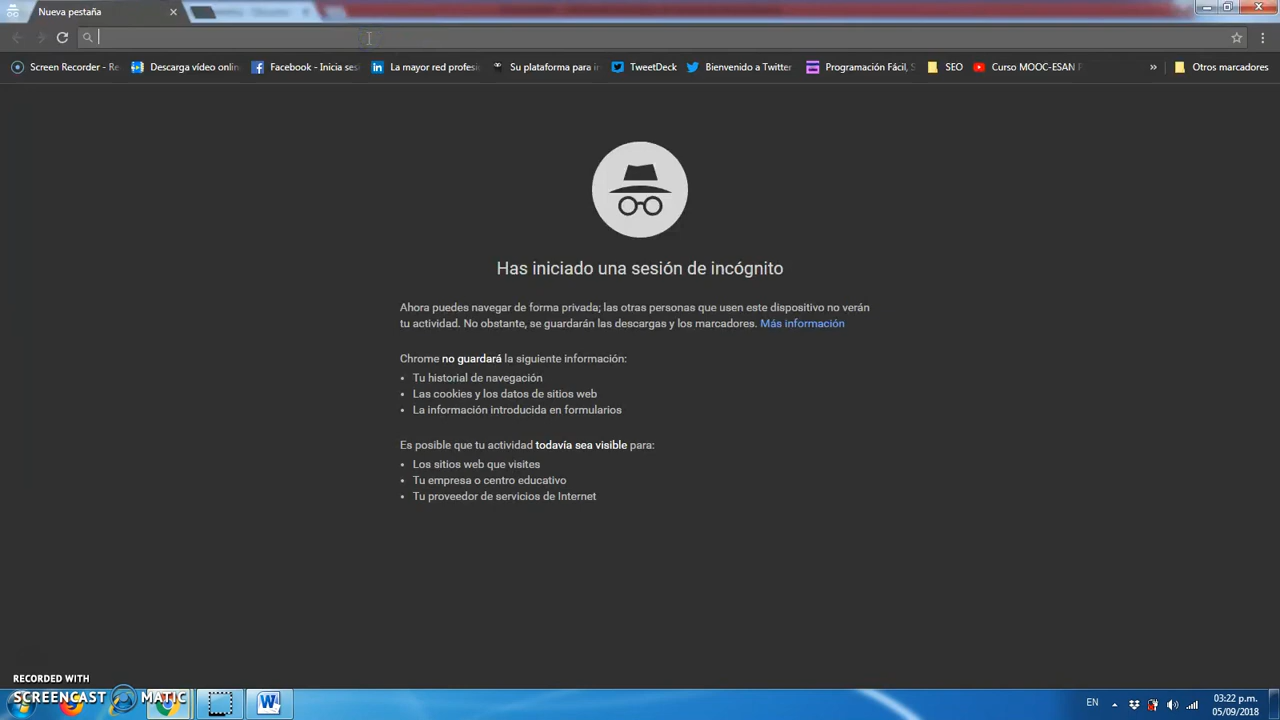 Nueva pestaña
Screen Recorder - Re
Descarga vídeo onlin
Facebook - Inicia ses
La mayor red profesi
Su plataforma para i
TweetDeck
Bienvenido a Twitter
Programación Fácil, S
SEO
Curso MOOC-ESAN
Otros marcadores
Has iniciado una sesión de incógnito
Ahora puedes navegar de forma privada; las otras personas que usen este dispositivo no verán
tu actividad. No obstante, se guardarán las descargas y los marcadores. Más información
Chrome no guardará la siguiente información:
• Tu historial de navegación
• Las cookies y los datos de sitios web
• La información introducida en formularios
Es posible que tu actividad todavía sea visible para:
• Los sitios web que visites
• Tu empresa o centro educativo
• Tu proveedor de servicios de Internet
RECORDED WITH
SCREENCAST MATIC
EN
03:22 p.m.
05/09/2018